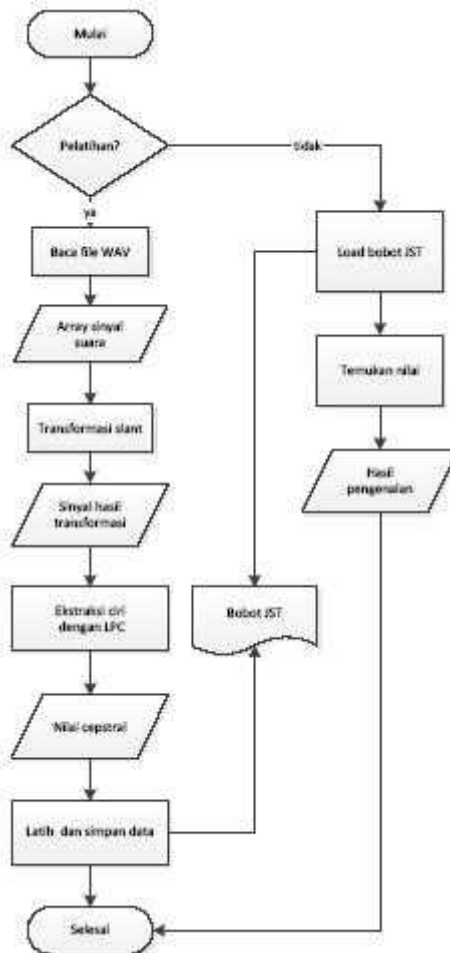 Mulai
Pelatihan?
tidak
ya
Baca file WAV
Load bobot JST
Array sinyal
suara
Temukan nilai
Transformasi slant
Hasil
pengenalan
Sinyal hasil
transformasi
Ekstraksi ciri
dengan LPC
Bobot JST
Nilai cepstral
Latih dan simpan data
Selesai